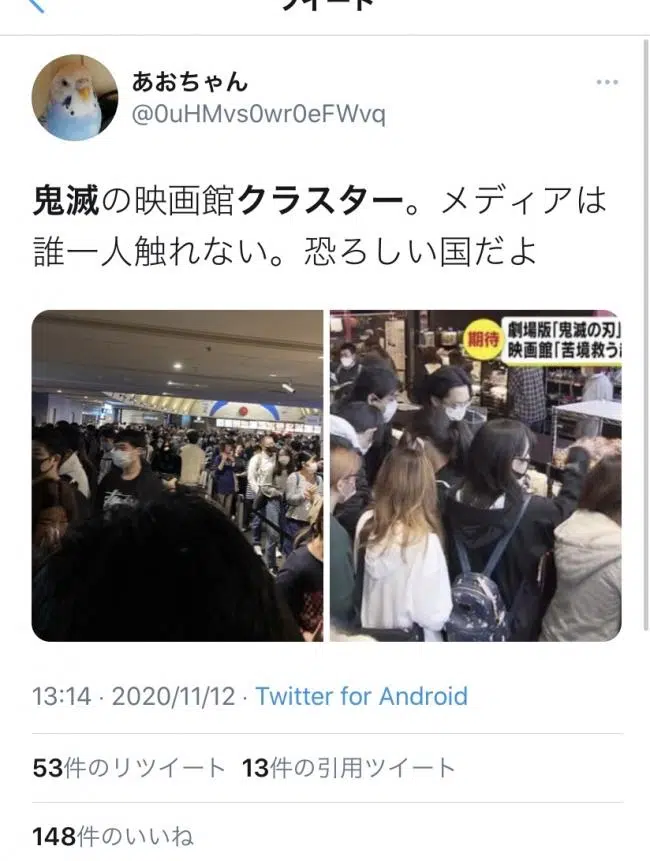 ツイート
あおちゃん
@0uHMvs0wr0eFWvq
鬼滅の映画館クラスター。メディアは
誰一人触れない。恐ろしい国だよ
期待
劇場版「鬼滅の刃」
映画館「苦境救う
13:14 · 2020/11/12 · Twitter for Android
53件のリツイート 13件の引用ツイート
148件のいいね